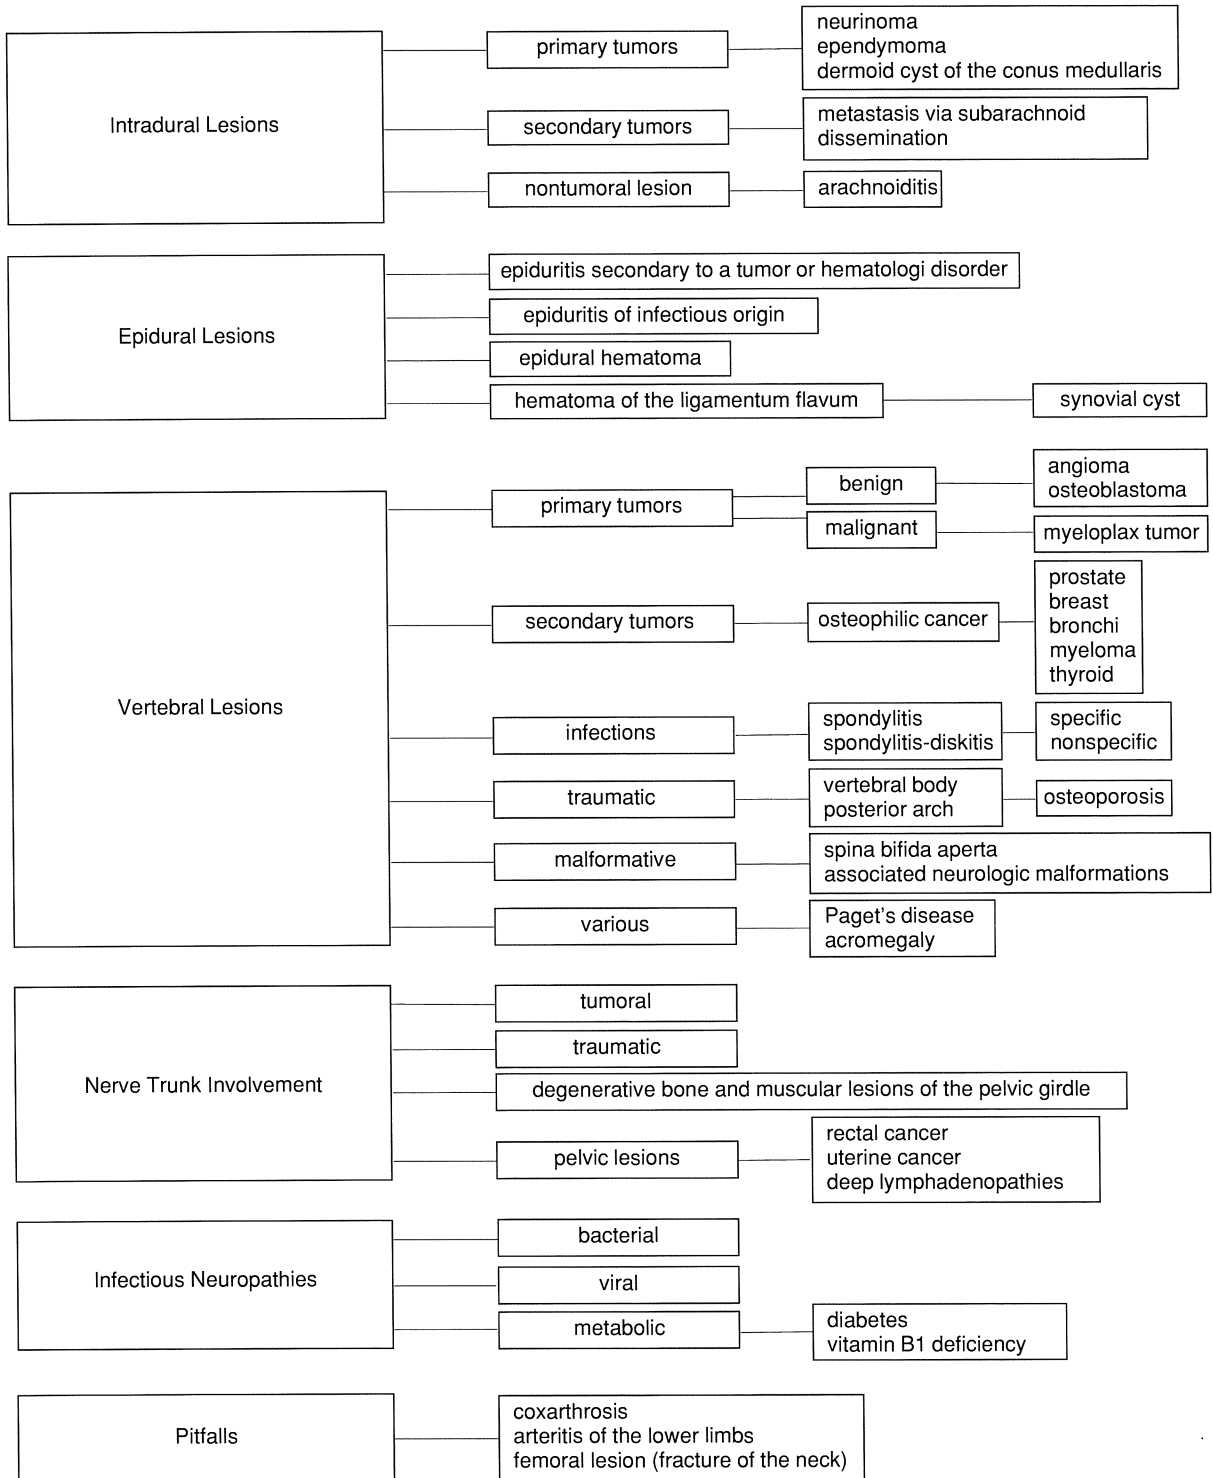 Intradural Lesions
primary tumors
neurinoma
ependymoma
dermoid cyst of the conus medullaris
secondary tumors
metastasis via subarachnoid
dissemination
nontumoral lesion
arachnoiditis
Epidural Lesions
epiduritis secondary to a tumor or hematologi disorder
epiduritis of infectious origin
epidural hematoma
hematoma of the ligamentum flavum
synovial cyst
Vertebral Lesions
primary tumors
benign
angioma
osteoblastoma
malignant
myeloplax tumor
secondary tumors
osteophilic cancer
prostate
breast
bronchi
myeloma
thyroid
infections
spondylitis
spondylitis-diskitis
specific
nonspecific
traumatic
vertebral body
posterior arch
osteoporosis
malformative
spina bifida aperta
associated neurologic malformations
various
Paget's disease
acromegaly
Nerve Trunk Involvement
tumoral
traumatic
degenerative bone and muscular lesions of the pelvic girdle
pelvic lesions
rectal cancer
uterine cancer
deep lymphadenopathies
Infectious Neuropathies
bacterial
viral
metabolic
diabetes
vitamin B1 deficiency
Pitfalls
coxarthrosis
arteritis of the lower limbs
femoral lesion (fracture of the neck)